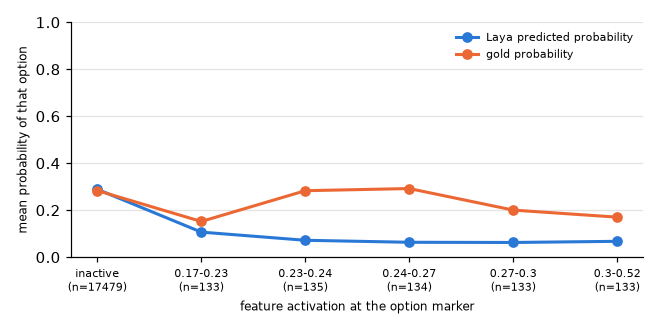 1.0
0.8
0.6
0.4
0.2
0.0
mean probability of that option
Laya predicted probability
gold probability
inactive
(n=17479)
0.17-0.23
(n=133)
0.23-0.24
(n=135)
0.24-0.27
(n=134)
0.27-0.3
(n=133)
0.3-0.52
(n=133)
feature activation at the option marker